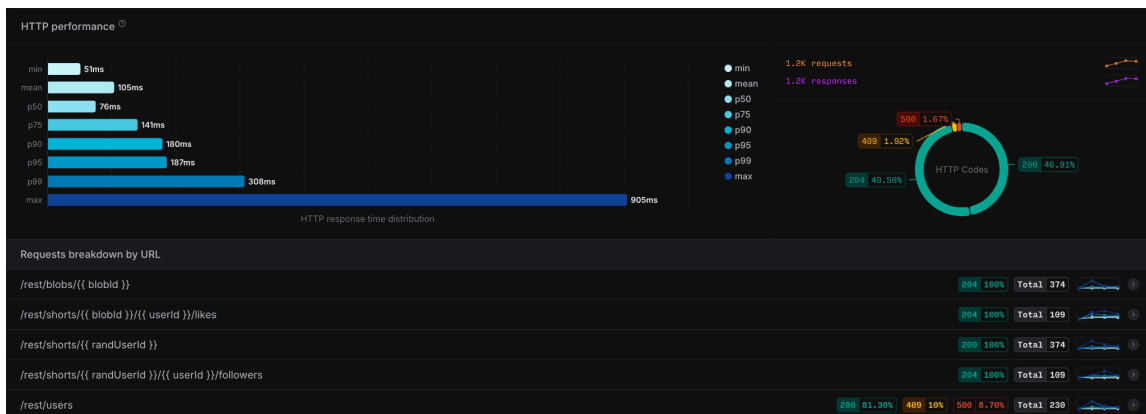 HTTP performance ?
min 51ms
mean 105ms
p50 76ms
p75 141ms
p90 180ms
p95 187ms
p99 308ms
max 905ms
HTTP response time distribution
min
mean
p50
p75
p90
p95
p99
max
1.2K requests
1.2K responses
500 1.67%
409 1.92%
204 49.50%
200 46.91%
HTTP Codes
Requests breakdown by URL
/rest/blobs/{{ blobId }} 204 100% Total 374
/rest/shorts/{{ blobId }}/{{ userId }}/likes 204 100% Total 109
/rest/shorts/{{ randUserId }} 200 100% Total 374
/rest/shorts/{{ randUserId }}/{{ userId }}/followers 204 100% Total 109
/rest/users 200 81.30% 409 10% 500 8.70% Total 230